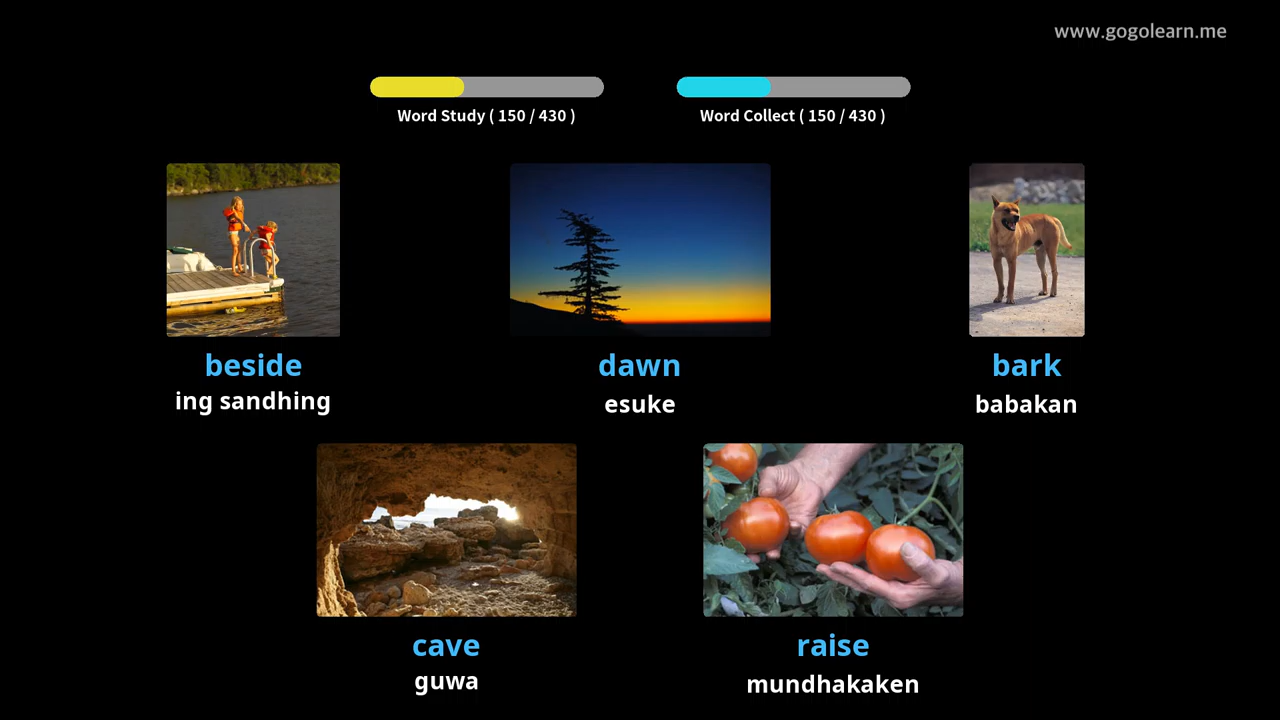 www.gogolearn.me
Word Study ( 150 / 430 )
Word Collect ( 150 / 430 )
beside
ing sandhing
dawn
esuke
bark
babakan
cave
guwa
raise
mundhakaken